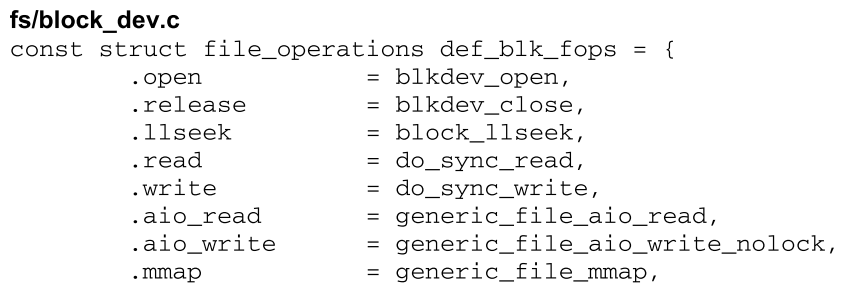 fs/block_dev.c
const struct file_operations def_blk_fops = {
.open = blkdev_open,
.release = blkdev_close,
.llseek = block_llseek,
.read = do_sync_read,
.write = do_sync_write,
.aio_read = generic_file_aio_read,
.aio_write = generic_file_aio_write_nolock,
.mmap = generic_file_mmap,